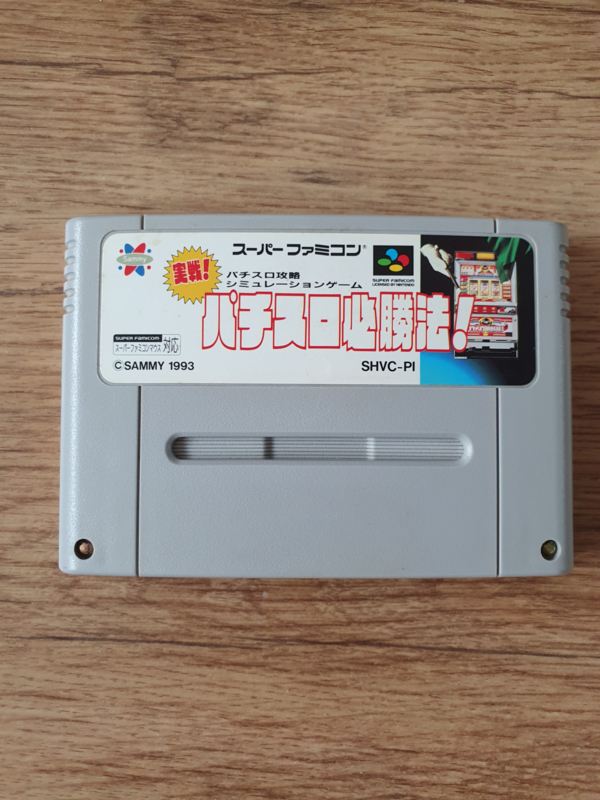 Sammy
実戦!
スーパーファミコン®
パチスロ攻略
シミュレーションゲーム
SUPER FAMICOM
LICENSED BY NINTENDO
パチスロ必勝法!
SUPER FAMICOM
スーパーファミコンマウス 対応
©SAMMY 1993
SHVC-PI